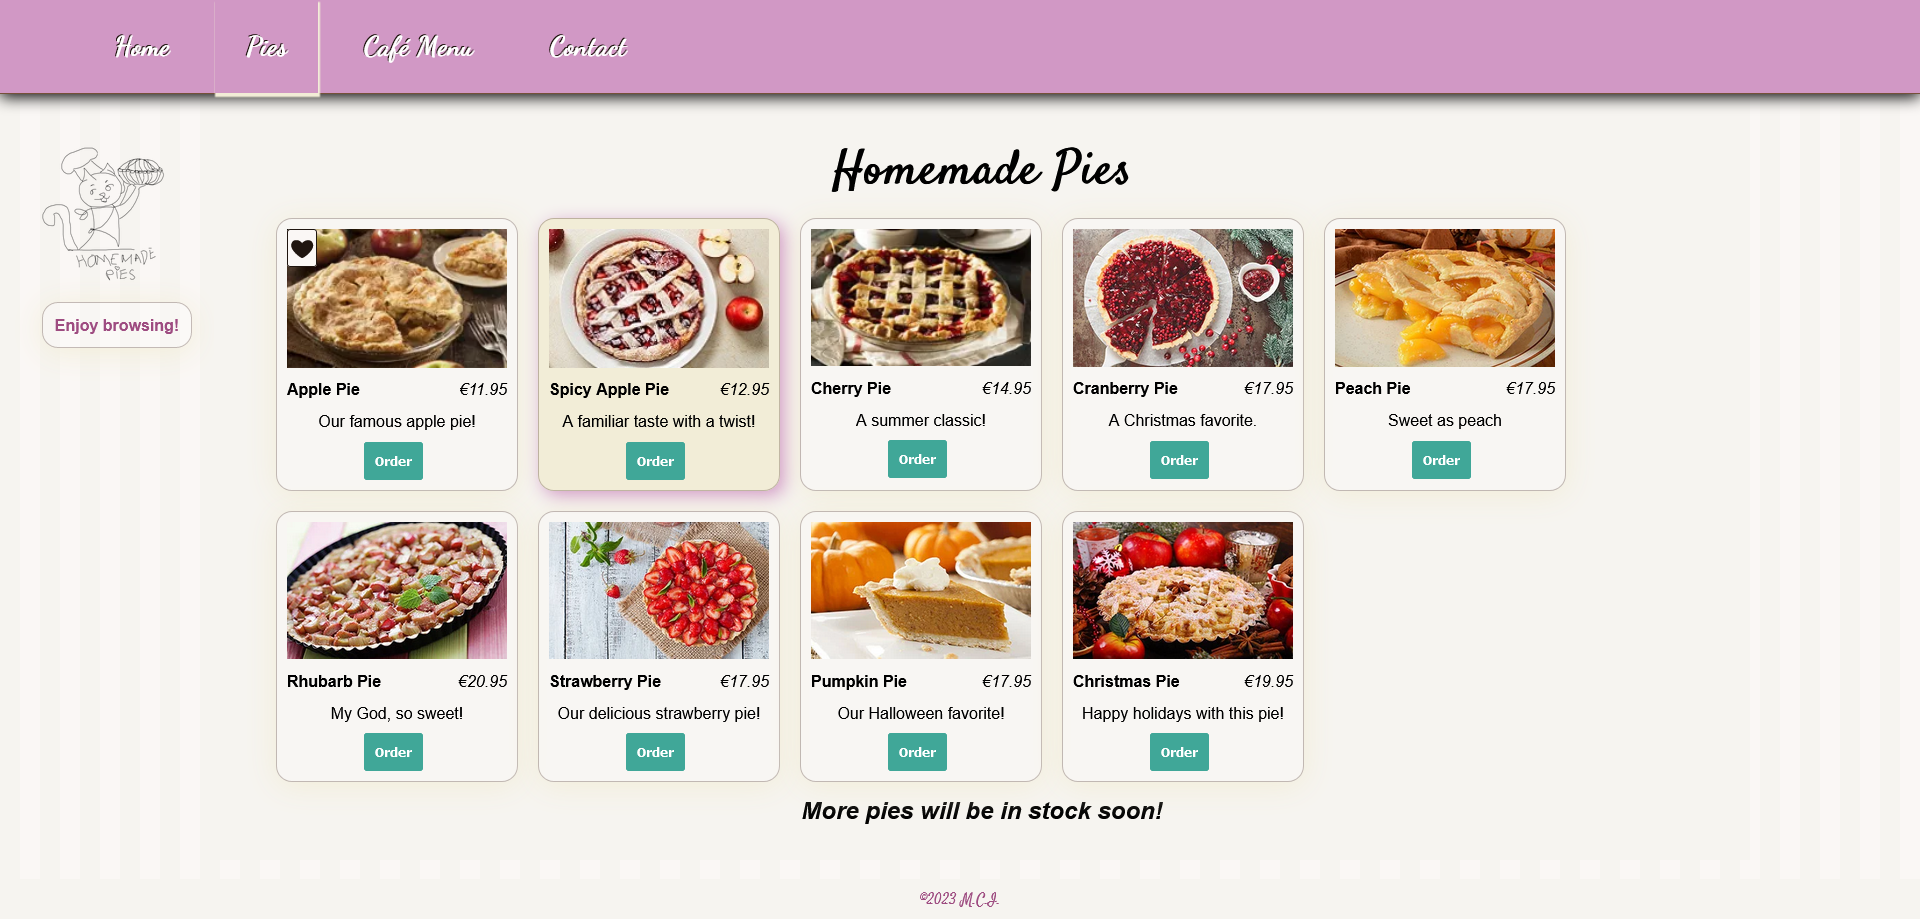 Home
Pies
Café Menu
Contact
HOMEMADE
PIES
Enjoy browsing!
Homemade Pies
Apple Pie €11.95
Our famous apple pie!
Order
Spicy Apple Pie €12.95
A familiar taste with a twist!
Order
Cherry Pie €14.95
A summer classic!
Order
Cranberry Pie €17.95
A Christmas favorite.
Order
Peach Pie €17.95
Sweet as peach
Order
Rhubarb Pie €20.95
My God, so sweet!
Order
Strawberry Pie €17.95
Our delicious strawberry pie!
Order
Pumpkin Pie €17.95
Our Halloween favorite!
Order
Christmas Pie €19.95
Happy holidays with this pie!
Order
More pies will be in stock soon!
©2023 M.C.I.